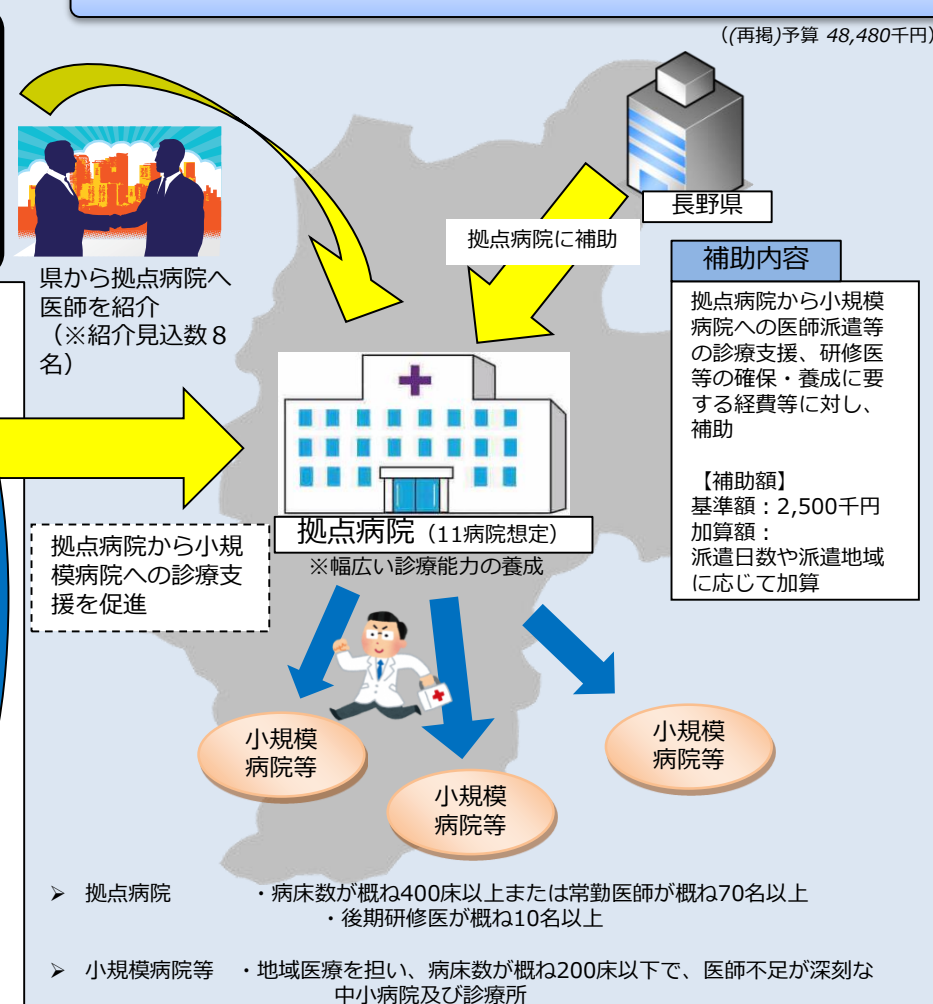 （(再掲)予算 48,480千円）
長野県
拠点病院に補助
県から拠点病院へ
医師を紹介
（※紹介見込数８
名）
補助内容
拠点病院から小規模
病院への医師派遣等
の診療支援、研修医
等の確保・養成に要
する経費等に対し、
補助
【補助額】
基準額：2,500千円
加算額：
派遣日数や派遣地域
に応じて加算
拠点病院（11病院想定）
※幅広い診療能力の養成
拠点病院から小規
模病院への診療支
援を促進
小規模
病院等
小規模
病院等
小規模
病院等
➢ 拠点病院 ・病床数が概ね400床以上または常勤医師が概ね70名以上
・後期研修医が概ね10名以上
➢ 小規模病院等 ・地域医療を担い、病床数が概ね200床以下で、医師不足が深刻な
中小病院及び診療所